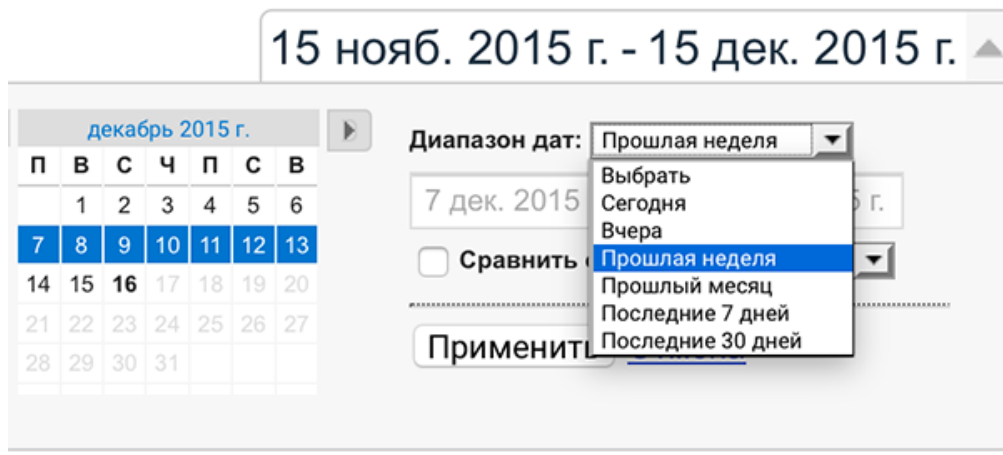 15 нояб. 2015 г. - 15 дек. 2015 г.
декабрь 2015 г.
П В С Ч П С В
1 2 3 4 5 6
7 8 9 10 11 12 13
14 15 16 17 18 19 20
21 22 23 24 25 26 27
28 29 30 31
Диапазон дат: Прошлая неделя
7 дек. 2015 г.
Сравнить
Применить
Выбрать
Сегодня
Вчера
Прошлая неделя
Прошлый месяц
Последние 7 дней
Последние 30 дней